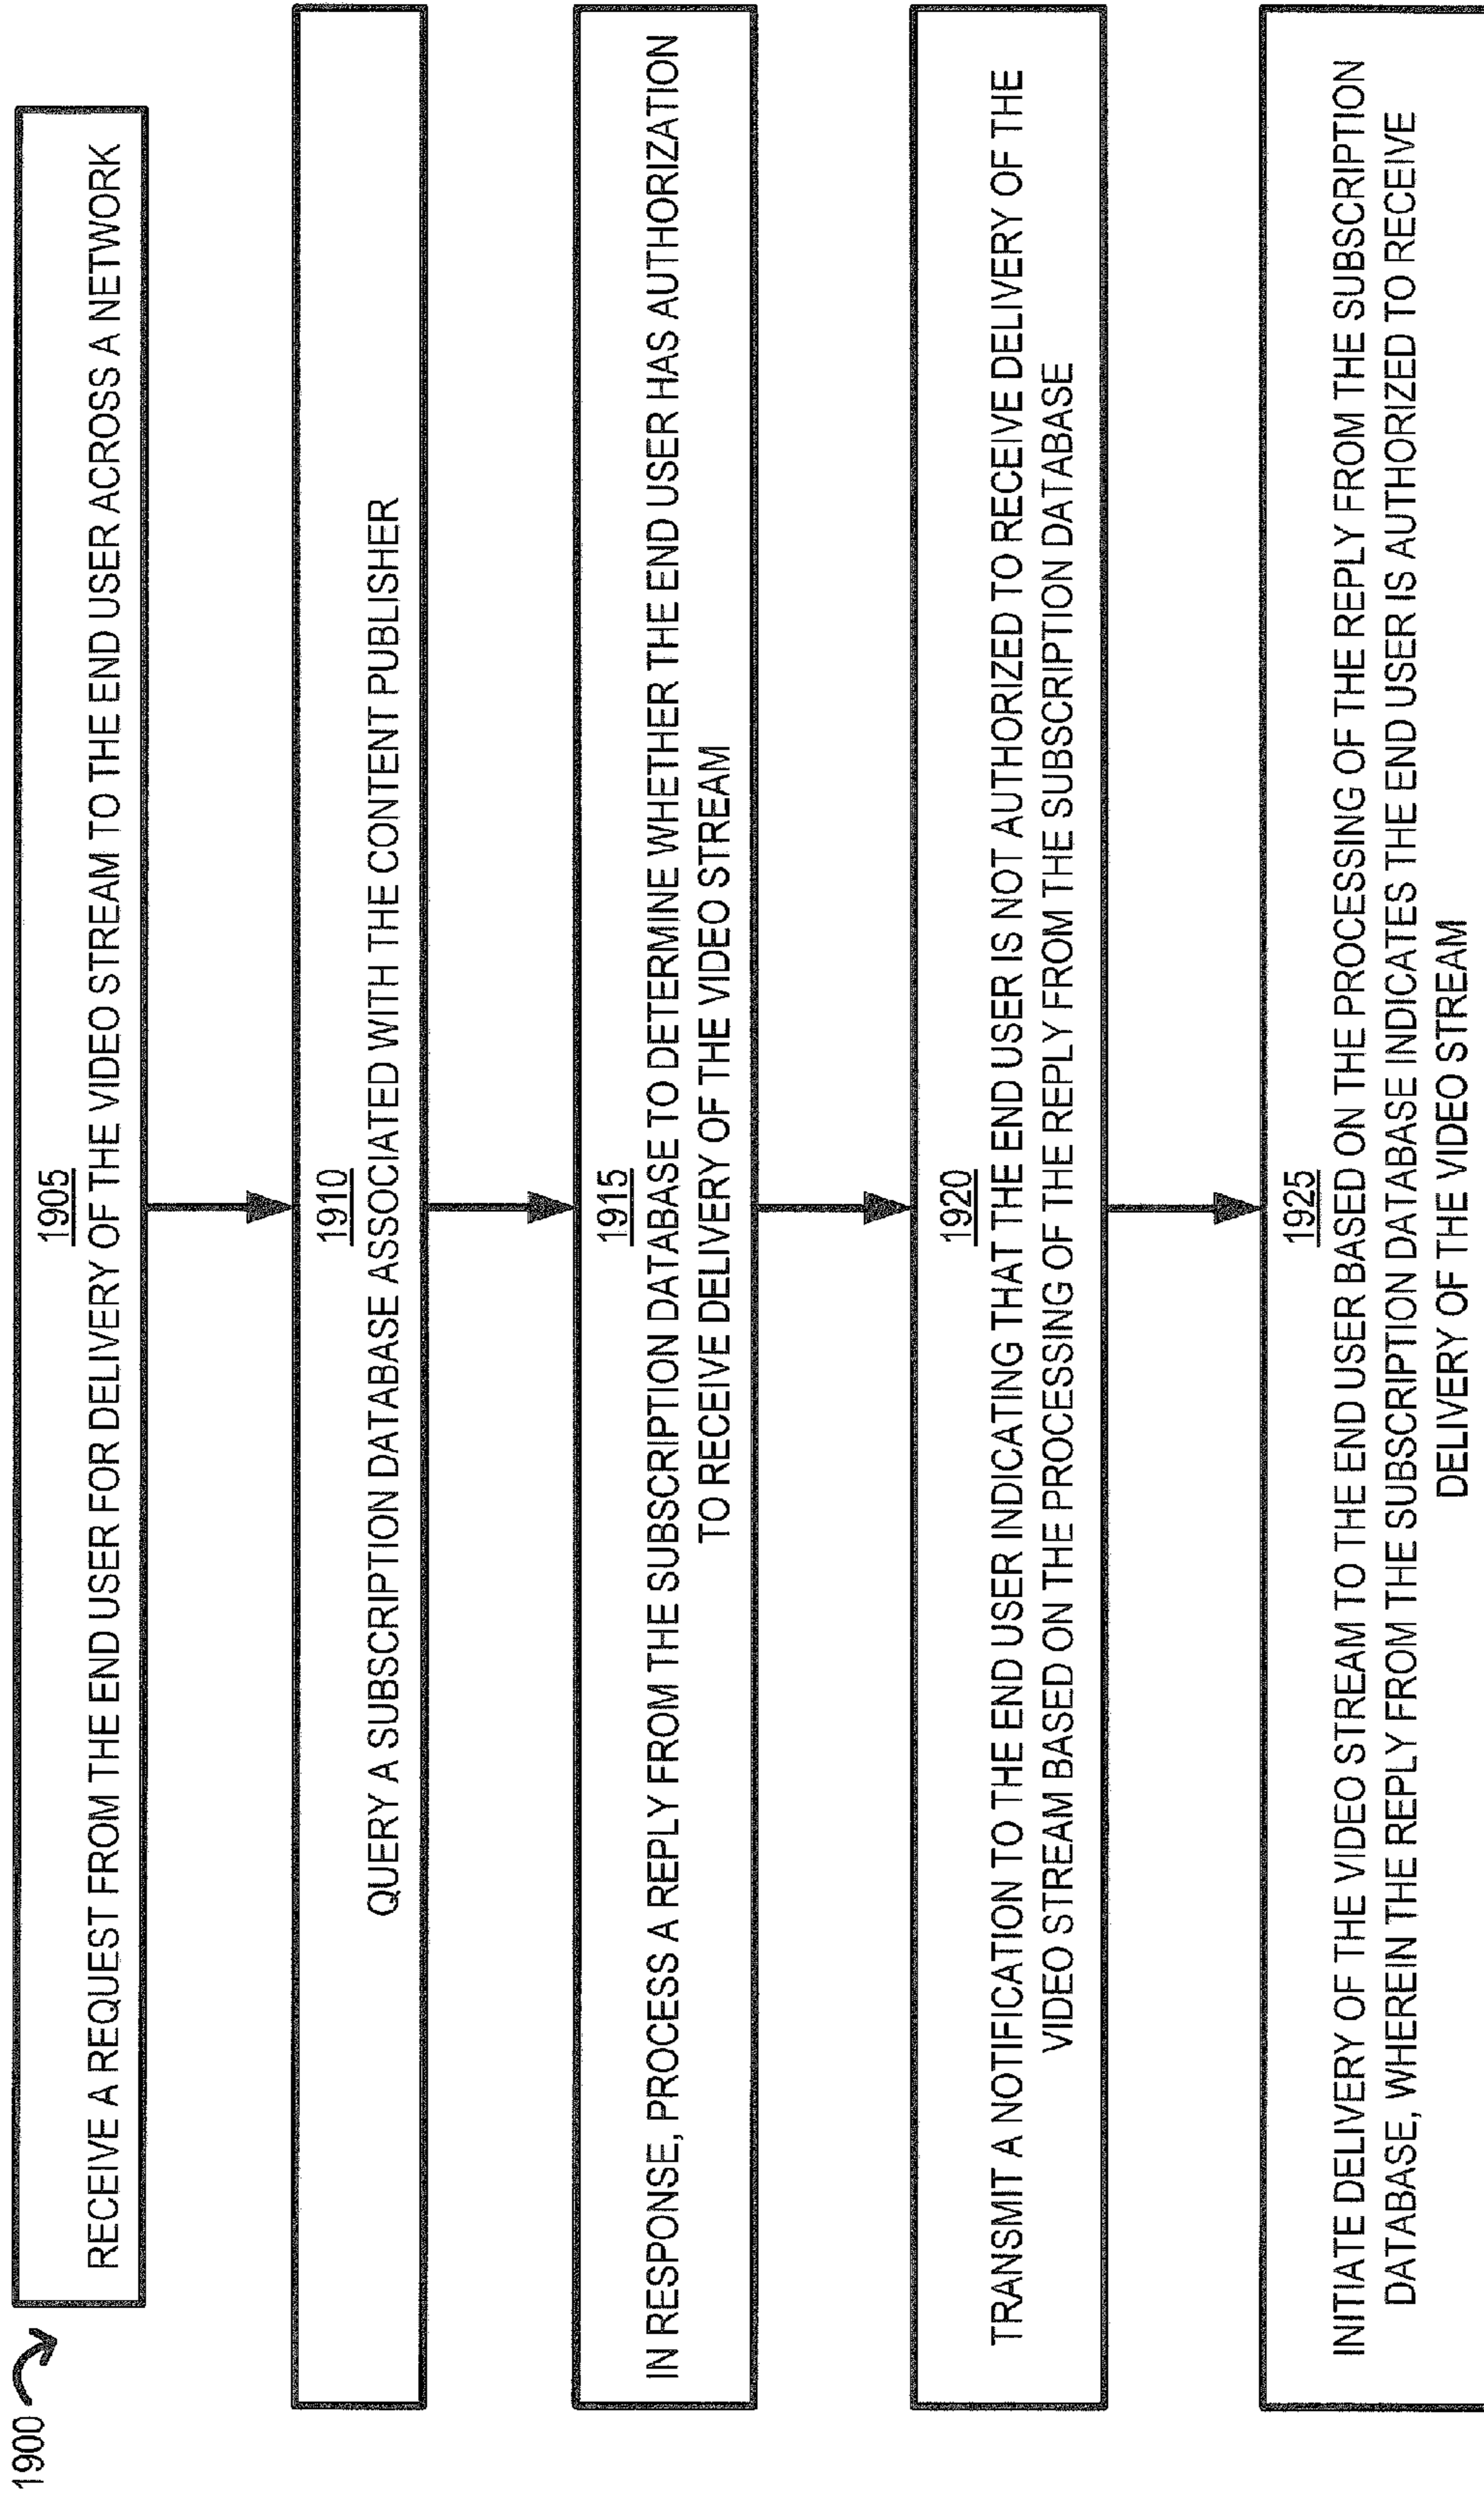 1900
1905
RECEIVE A REQUEST FROM THE END USER FOR DELIVERY OF THE VIDEO STREAM TO THE END USER ACROSS A NETWORK
1910
QUERY A SUBSCRIPTION DATABASE ASSOCIATED WITH THE CONTENT PUBLISHER
1915
IN RESPONSE, PROCESS A REPLY FROM THE SUBSCRIPTION DATABASE TO DETERMINE WHETHER THE END USER HAS AUTHORIZATION
TO RECEIVE DELIVERY OF THE VIDEO STREAM
1920
TRANSMIT A NOTIFICATION TO THE END USER INDICATING THAT THE END USER IS NOT AUTHORIZED TO RECEIVE DELIVERY OF THE
VIDEO STREAM BASED ON THE PROCESSING OF THE REPLY FROM THE SUBSCRIPTION DATABASE
1925
INITIATE DELIVERY OF THE VIDEO STREAM TO THE END USER BASED ON THE PROCESSING OF THE REPLY FROM THE SUBSCRIPTION
DATABASE, WHEREIN THE REPLY FROM THE SUBSCRIPTION DATABASE INDICATES THE END USER IS AUTHORIZED TO RECEIVE
DELIVERY OF THE VIDEO STREAM